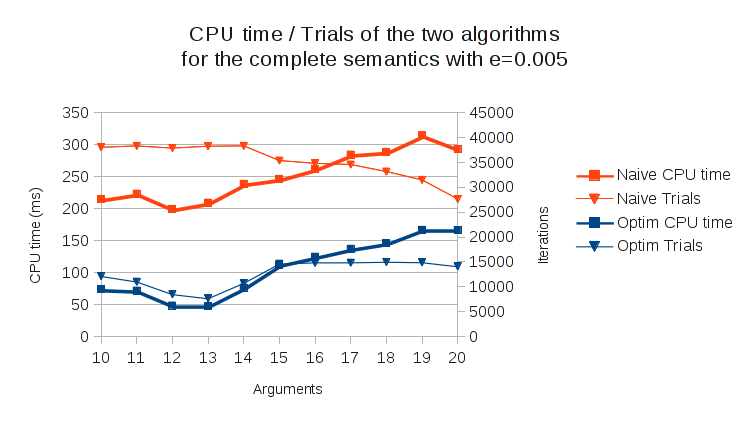 CPU time / Trials of the two algorithms
for the complete semantics with e=0.005
CPU time (ms)
350
300
250
200
150
100
50
0
45000
40000
35000
30000
25000
20000
15000
10000
5000
0
Iterations
10 11 12 13 14 15 16 17 18 19 20
Arguments
Naive CPU time
Naive Trials
Optim CPU time
Optim Trials